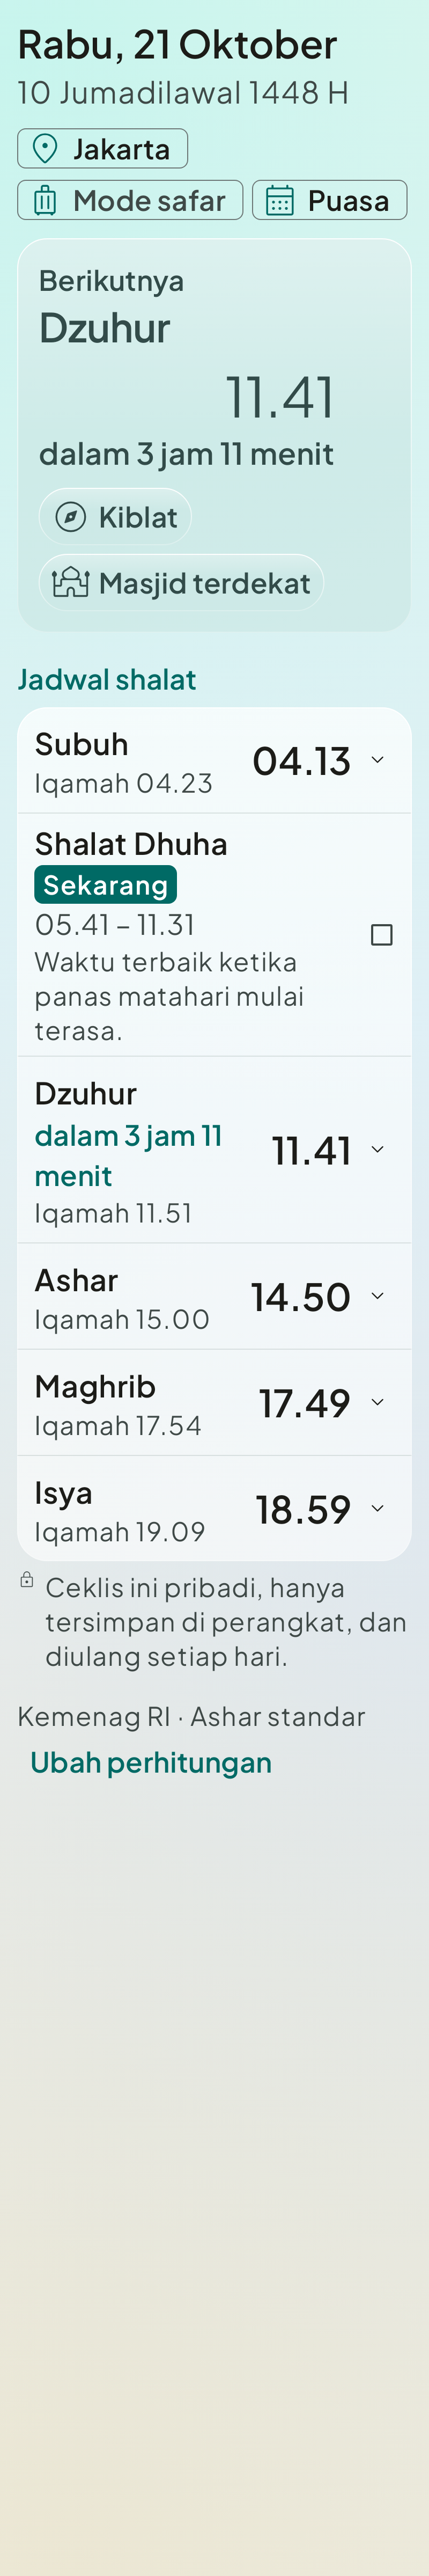 Rabu, 21 Oktober
10 Jumadilawal 1448 H
Jakarta
Mode safar
Puasa
Berikutnya
Dzuhur
11.41
dalam 3 jam 11 menit
Kiblat
Masjid terdekat
Jadwal shalat
Subuh
Iqamah 04.23
04.13
Shalat Dhuha
Sekarang
05.41 – 11.31
Waktu terbaik ketika
panas matahari mulai
terasa.
Dzuhur
dalam 3 jam 11
menit
Iqamah 11.51
11.41
Ashar
Iqamah 15.00
14.50
Maghrib
Iqamah 17.54
17.49
Isya
Iqamah 19.09
18.59
Ceklis ini pribadi, hanya
tersimpan di perangkat, dan
diulang setiap hari.
Kemenag RI · Ashar standar
Ubah perhitungan